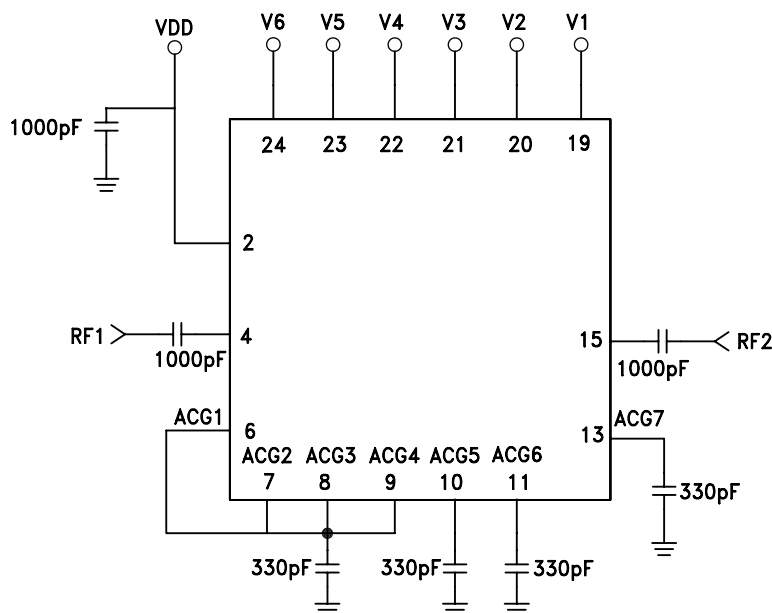 VDD V6 V5 V4 V3 V2 V1
1000pF
24 23 22 21 20 19
2
RF1 4 15 RF2
1000pF 1000pF
ACG1 6 13 ACG7
ACG2 ACG3 ACG4 ACG5 ACG6
7 8 9 10 11
330pF
330pF 330pF 330pF